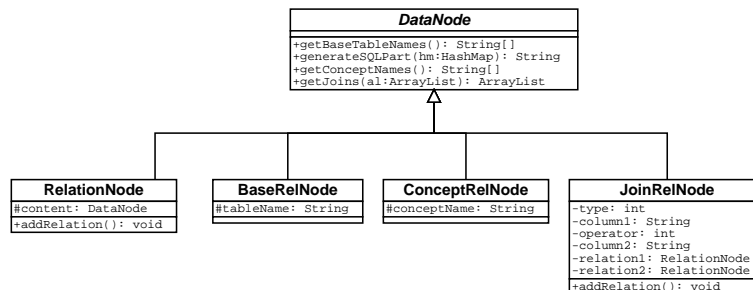 DataNode
+getBaseTableNames(): String[]
+generateSQLPart(hm:HashMap): String
+getConceptNames(): String[]
+getJoins(al:ArrayList): ArrayList
RelationNode
#content: DataNode
+addRelation(): void
BaseRelNode
#tableName: String
ConceptRelNode
#conceptName: String
JoinRelNode
-type: int
-column1: String
-operator: int
-column2: String
-relation1: RelationNode
-relation2: RelationNode
+addRelation(): void